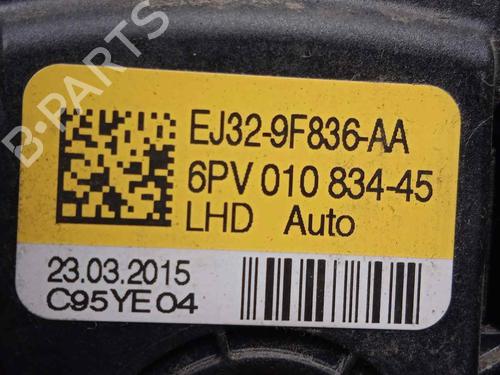 B-PARTS
EJ32-9F836-AA
6PV 010 834-45
LHD Auto
23.03.2015
C95YE04